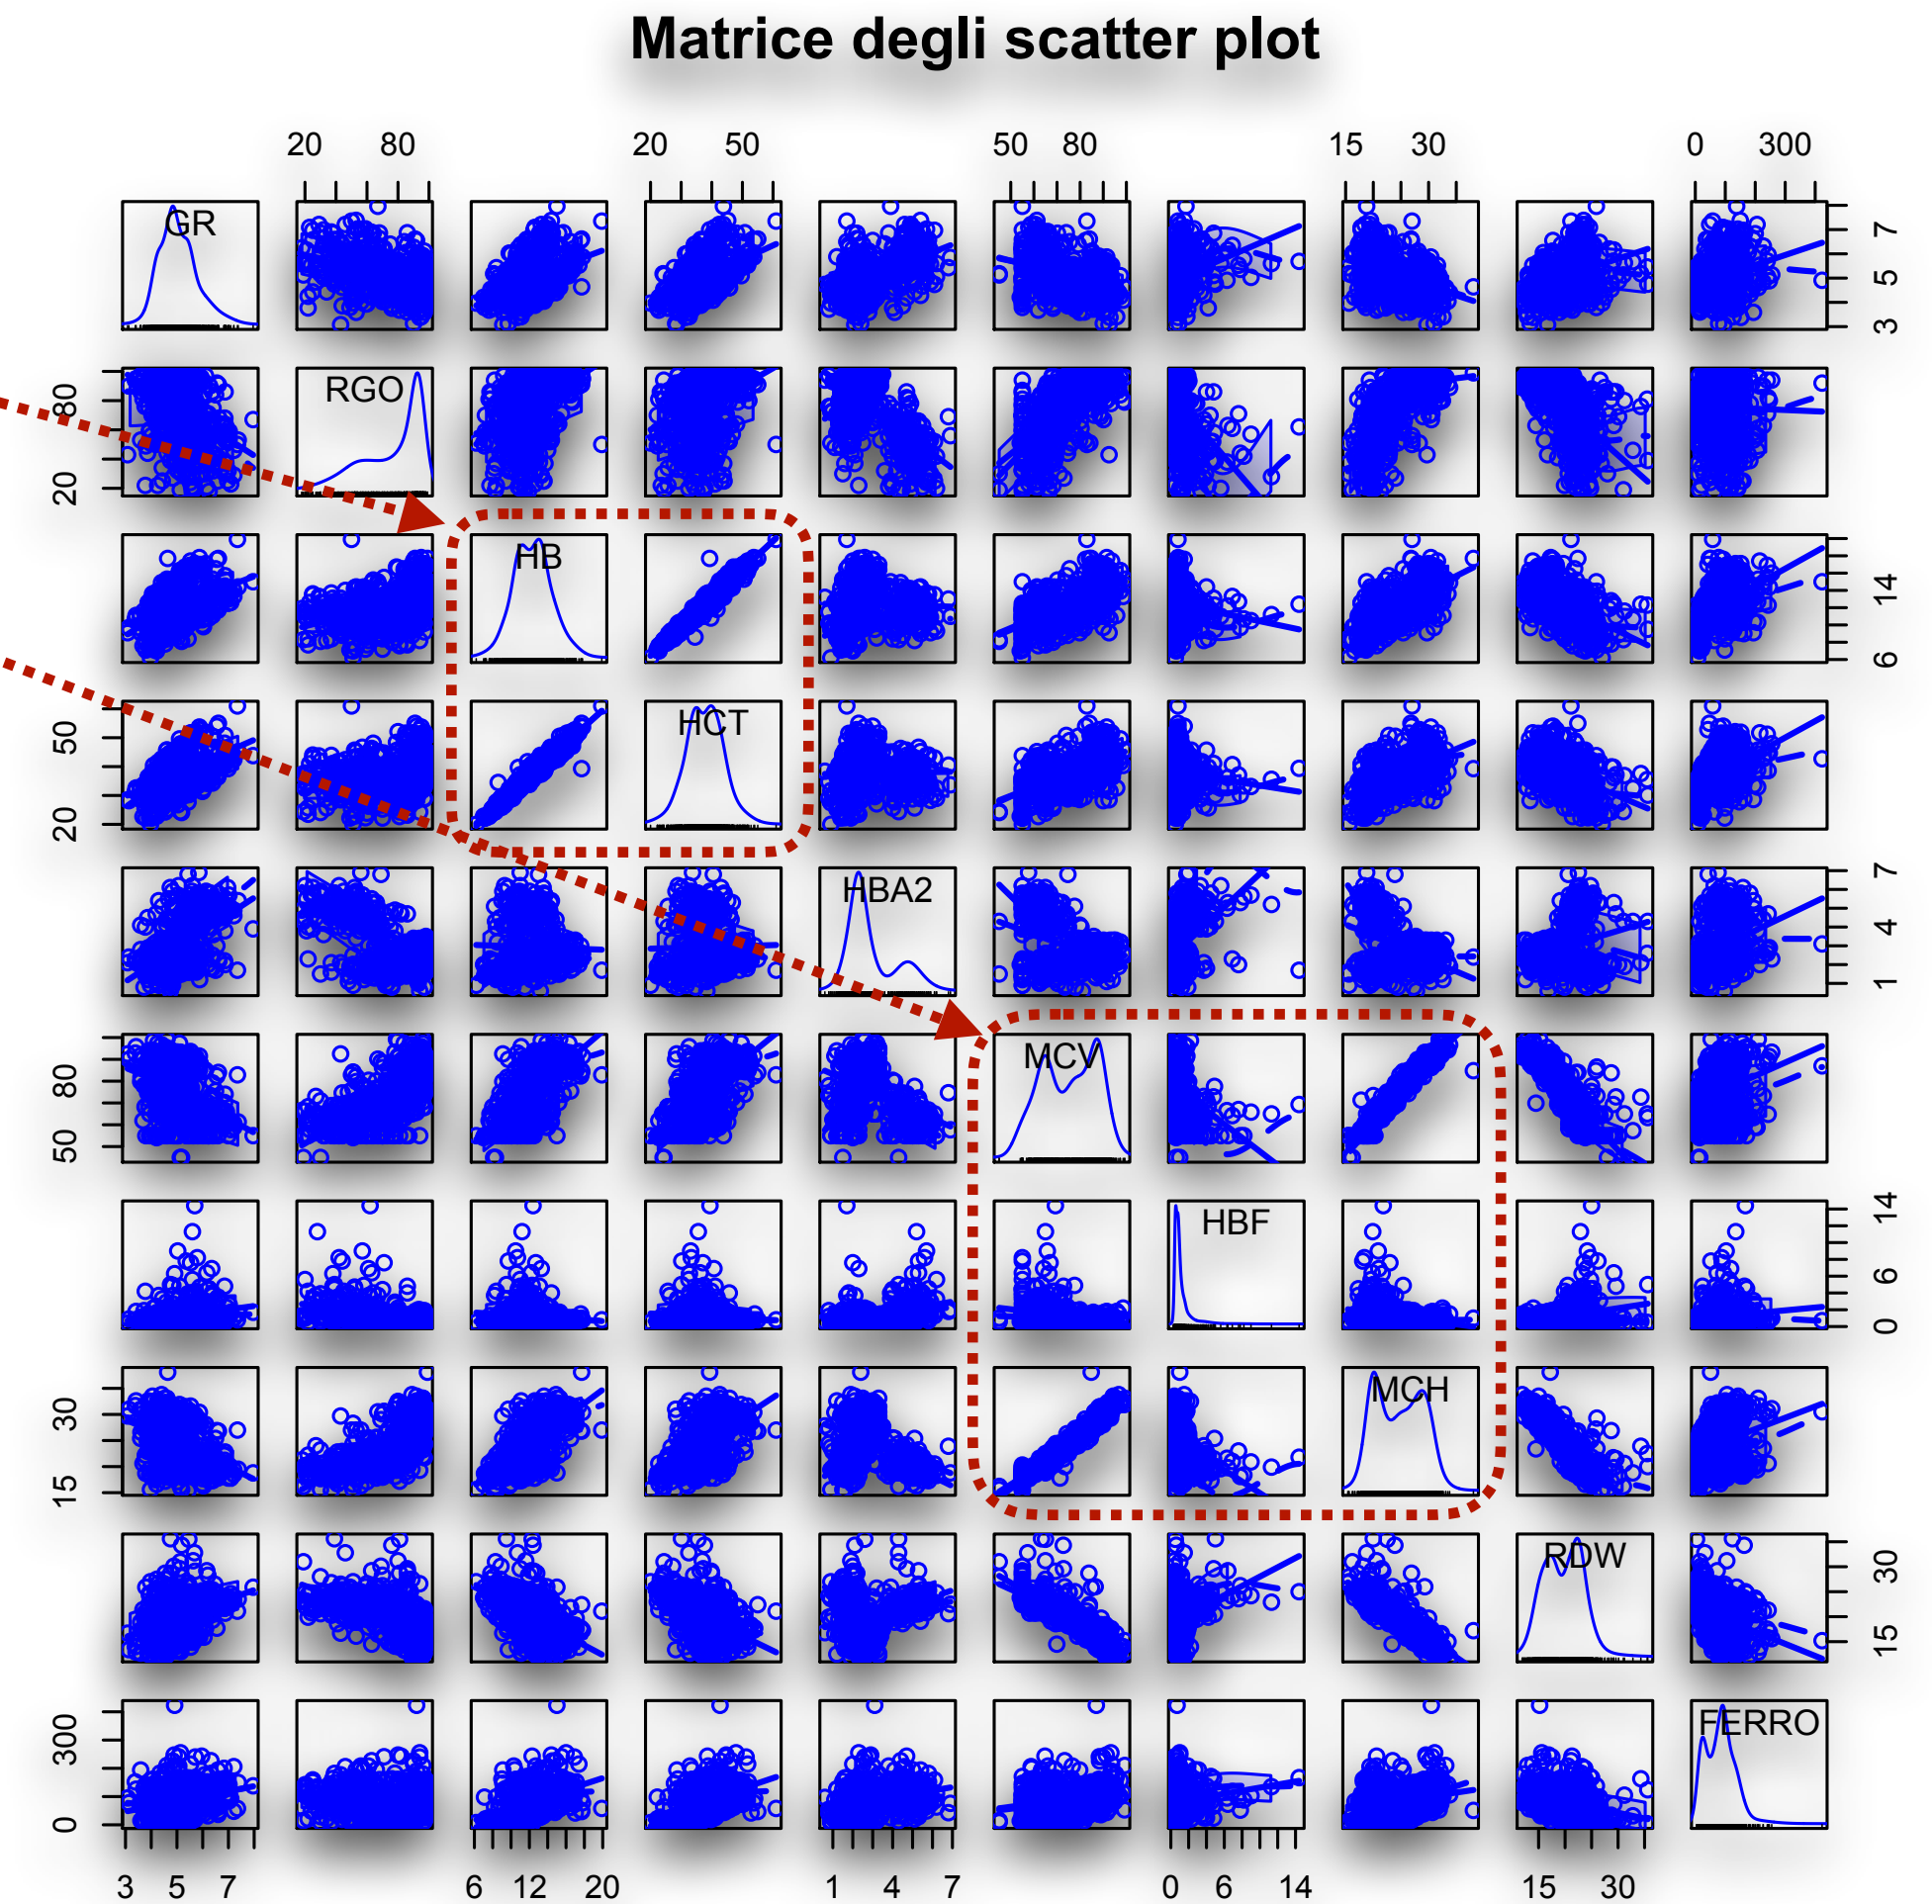 Matrice degli scatter plot
20 80 20 50 50 80 15 30 0 300
GR
3 5 7
RGO
20 80
HB
6 14
HCT
20 50
HBA2
1 4 7
MCV
50 80
HBF
0 6 14
MCH
15 30
RDW
15 30
FERRO
0 300
3 5 7 6 12 20 1 4 7 0 6 14 15 30